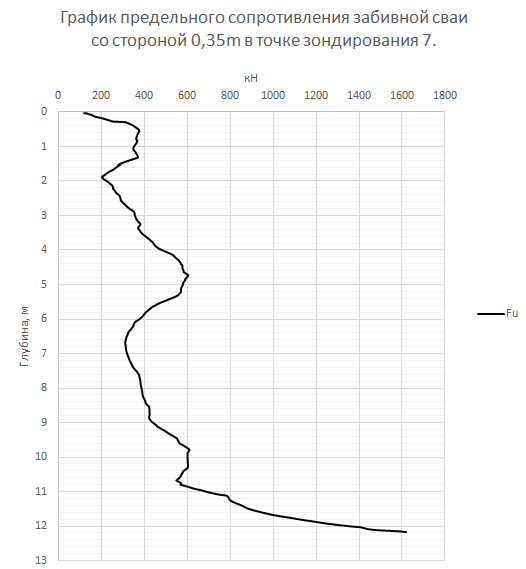 График предельного сопротивления забивной сваи
со стороной 0,35m в точке зондирования 7.
кН
0 200 400 600 800 1000 1200 1400 1600 1800
0
1
2
3
4
5
6
7
8
9
10
11
12
13
Глубина, м
Fu